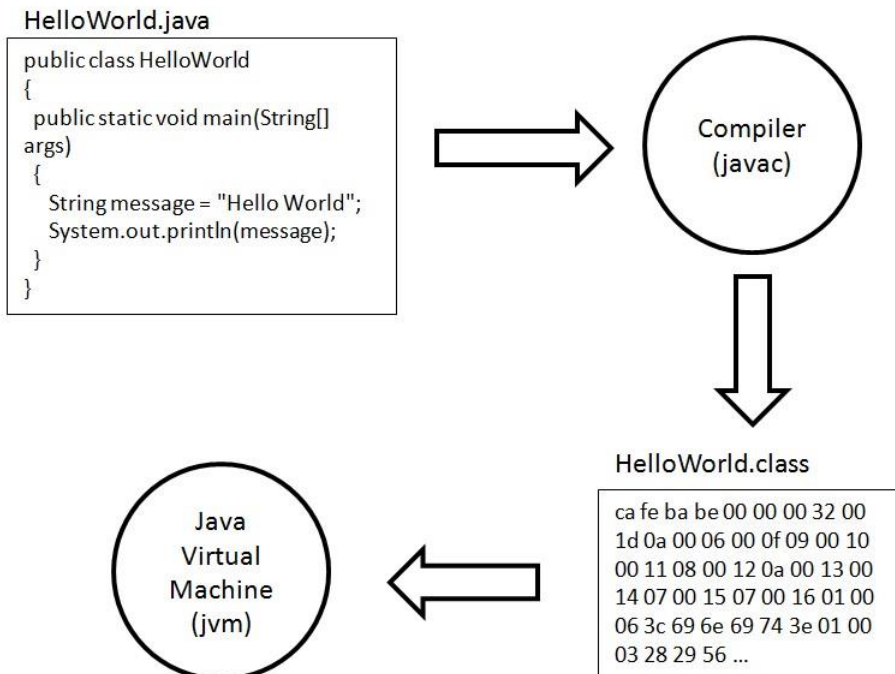 HelloWorld.java
public class HelloWorld
{
public static void main(String[]
args)
{
String message = "Hello World";
System.out.println(message);
}
}
Compiler
(javac)
HelloWorld.class
ca fe ba be 00 00 00 32 00
1d 0a 00 06 00 0f 09 00 10
00 11 08 00 12 0a 00 13 00
14 07 00 15 07 00 16 01 00
06 3c 69 6e 69 74 3e 01 00
03 28 29 56 ...
Java
Virtual
Machine
(jvm)